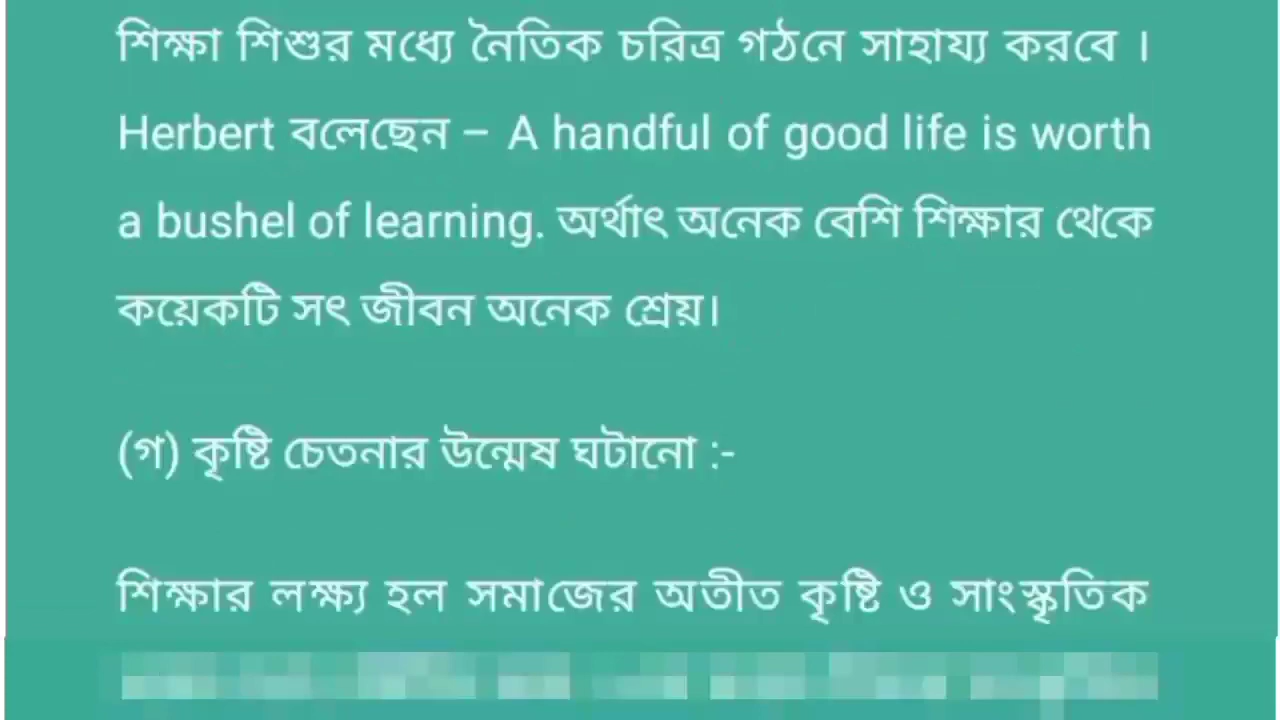 শিক্ষা শিশুর মধ্যে নৈতিক চরিত্র গঠনে সাহায্য করবে ।
Herbert বলেছেন – A handful of good life is worth
a bushel of learning. অর্থাৎ অনেক বেশি শিক্ষার থেকে
কয়েকটি সৎ জীবন অনেক শ্রেয়।
(গ) কৃষ্টি চেতনার উন্মেষ ঘটানো :-
শিক্ষার লক্ষ্য হল সমাজের অতীত কৃষ্টি ও সাংস্কৃতিক